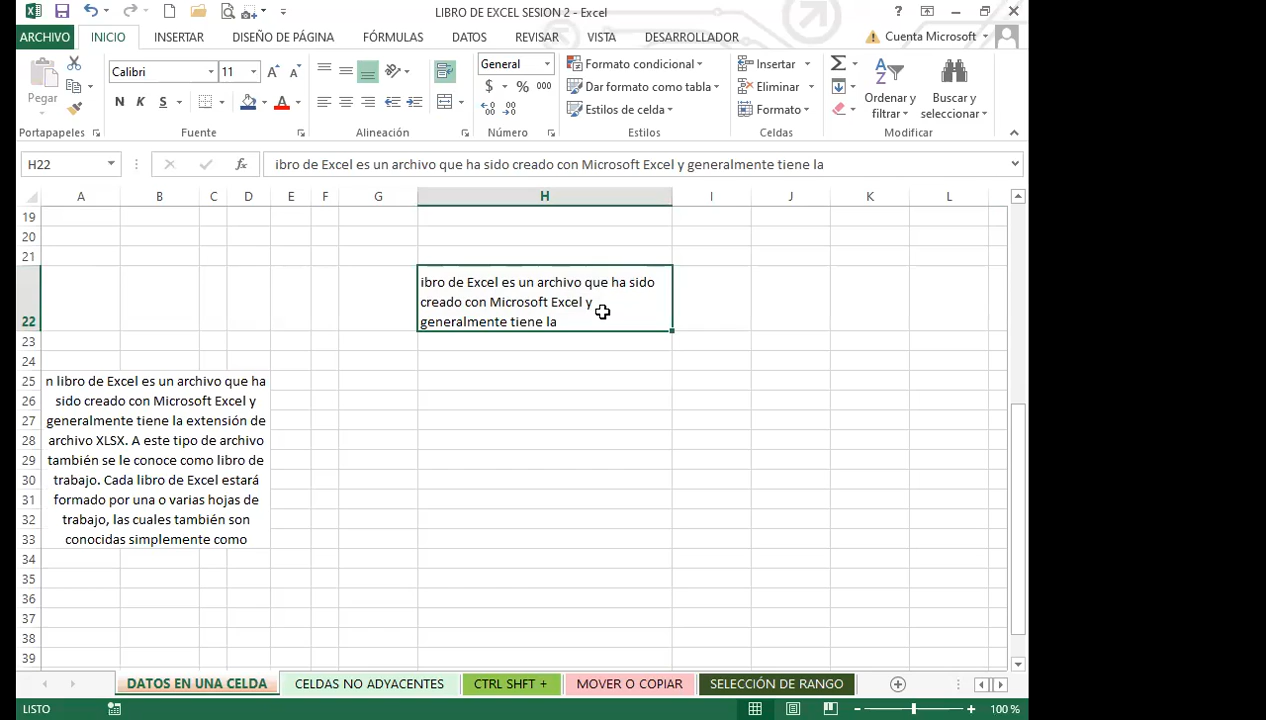 LIBRO DE EXCEL SESION 2 - Excel
?
ARCHIVO INICIO INSERTAR DISEÑO DE PÁGINA FÓRMULAS DATOS REVISAR VISTA DESARROLLADOR Cuenta Microsoft
Pegar
Calibri 11
N K S
General
$ % 000
Formato condicional
Dar formato como tabla
Estilos de celda
Insertar
Eliminar
Formato
Ordenar y filtrar
Buscar y seleccionar
Portapapeles Fuente Alineación Número Estilos Celdas Modificar
H22 fx ibro de Excel es un archivo que ha sido creado con Microsoft Excel y generalmente tiene la
A B C D E F G H I J K L
19
20
21
ibro de Excel es un archivo que ha sido
creado con Microsoft Excel y
22 generalmente tiene la
23
24
25 n libro de Excel es un archivo que ha
26 sido creado con Microsoft Excel y
27 generalmente tiene la extensión de
28 archivo XLSX. A este tipo de archivo
29 también se le conoce como libro de
30 trabajo. Cada libro de Excel estará
31 formado por una o varias hojas de
32 trabajo, las cuales también son
33 conocidas simplemente como
34
35
36
37
38
39
DATOS EN UNA CELDA CELDAS NO ADYACENTES CTRL SHFT + MOVER O COPIAR SELECCIÓN DE RANGO
LISTO 100 %